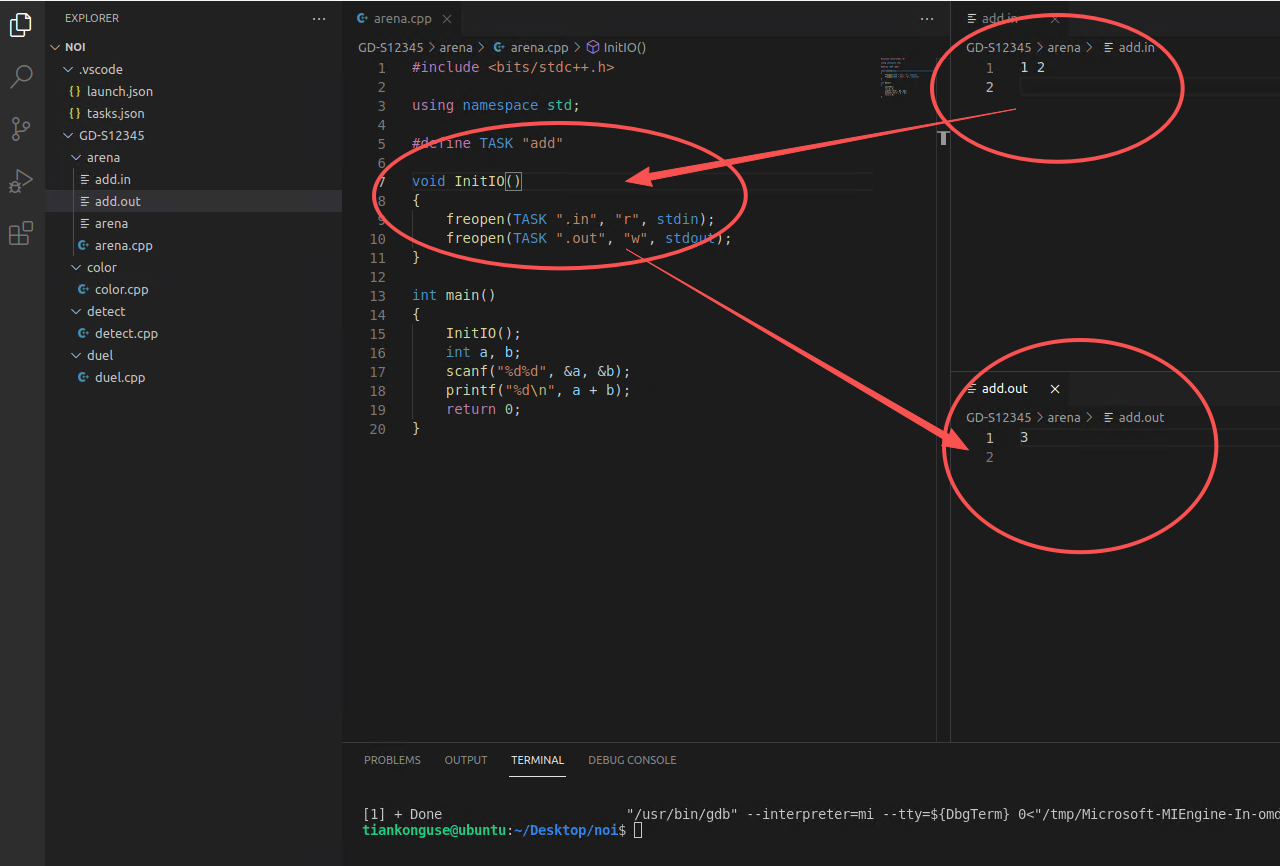 EXPLORER
NOI
.vscode
{} launch.json
{} tasks.json
GD-S12345
arena
add.in
add.out
arena
arena.cpp
color
color.cpp
detect
detect.cpp
duel
duel.cpp
arena.cpp
GD-S12345 > arena > arena.cpp > InitIO()
1 #include <bits/stdc++.h>
2
3 using namespace std;
4
5 #define TASK "add"
6
7 void InitIO()
8 {
9 freopen(TASK ".in", "r", stdin);
10 freopen(TASK ".out", "w", stdout);
11 }
12
13 int main()
14 {
15 InitIO();
16 int a, b;
17 scanf("%d%d", &a, &b);
18 printf("%d\n", a + b);
19 return 0;
20 }
add.in
GD-S12345 > arena > add.in
1 1 2
2
add.out
GD-S12345 > arena > add.out
1 3
2
PROBLEMS OUTPUT TERMINAL DEBUG CONSOLE
[1] + Done "/usr/bin/gdb" --interpreter=mi --tty=${DbgTerm} 0<"/tmp/Microsoft-MIEngine-In-omd
tiankonguse@ubuntu:~/Desktop/noi$